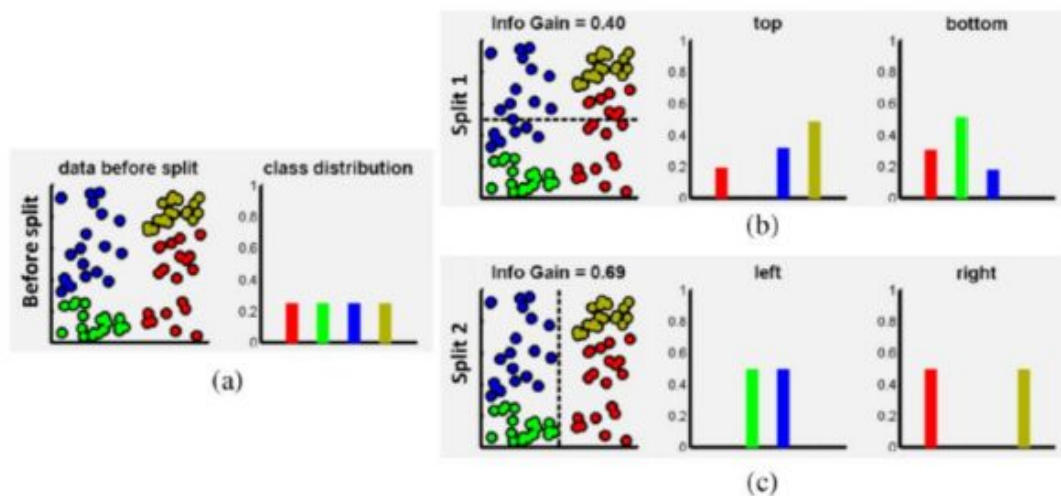 Before split
data before split
class distribution
1
0.8
0.6
0.4
0.2
0
(a)
Split 1
Info Gain = 0.40
top
1
0.8
0.6
0.4
0.2
0
bottom
1
0.8
0.6
0.4
0.2
0
(b)
Split 2
Info Gain = 0.69
left
1
0.8
0.6
0.4
0.2
0
right
1
0.8
0.6
0.4
0.2
0
(c)